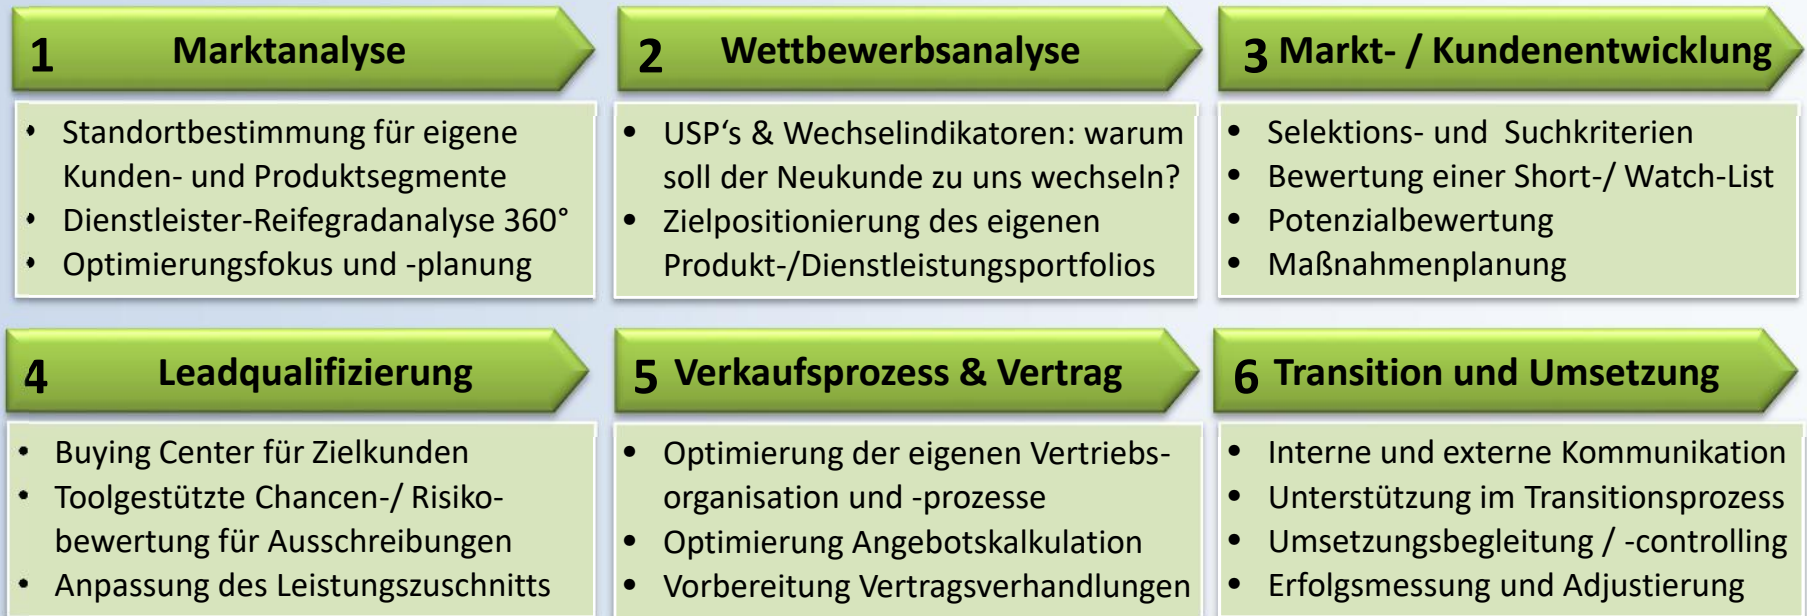 1 Marktanalyse
• Standortbestimmung für eigene
Kunden- und Produktsegmente
• Dienstleister-Reifegradanalyse 360°
• Optimierungsfokus und -planung
2 Wettbewerbsanalyse
• USP‘s & Wechselindikatoren: warum
soll der Neukunde zu uns wechseln?
• Zielpositionierung des eigenen
Produkt-/Dienstleistungsportfolios
3 Markt- / Kundenentwicklung
• Selektions- und Suchkriterien
• Bewertung einer Short-/ Watch-List
• Potenzialbewertung
• Maßnahmenplanung
4 Leadqualifizierung
• Buying Center für Zielkunden
• Toolgestützte Chancen-/ Risiko-
bewertung für Ausschreibungen
• Anpassung des Leistungszuschnitts
5 Verkaufsprozess & Vertrag
• Optimierung der eigenen Vertriebs-
organisation und -prozesse
• Optimierung Angebotskalkulation
• Vorbereitung Vertragsverhandlungen
6 Transition und Umsetzung
• Interne und externe Kommunikation
• Unterstützung im Transitionsprozess
• Umsetzungsbegleitung / -controlling
• Erfolgsmessung und Adjustierung